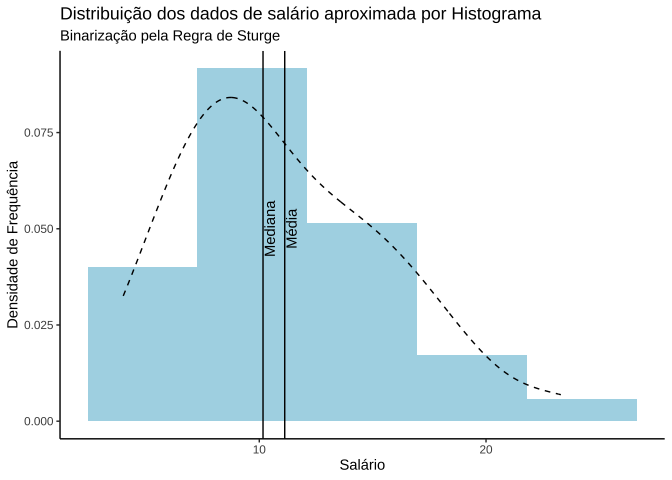 Distribuição dos dados de salário aproximada por Histograma
Binarização pela Regra de Sturge
Densidade de Frequência
0.075
0.050
0.025
0.000
Mediana
Média
10
20
Salário